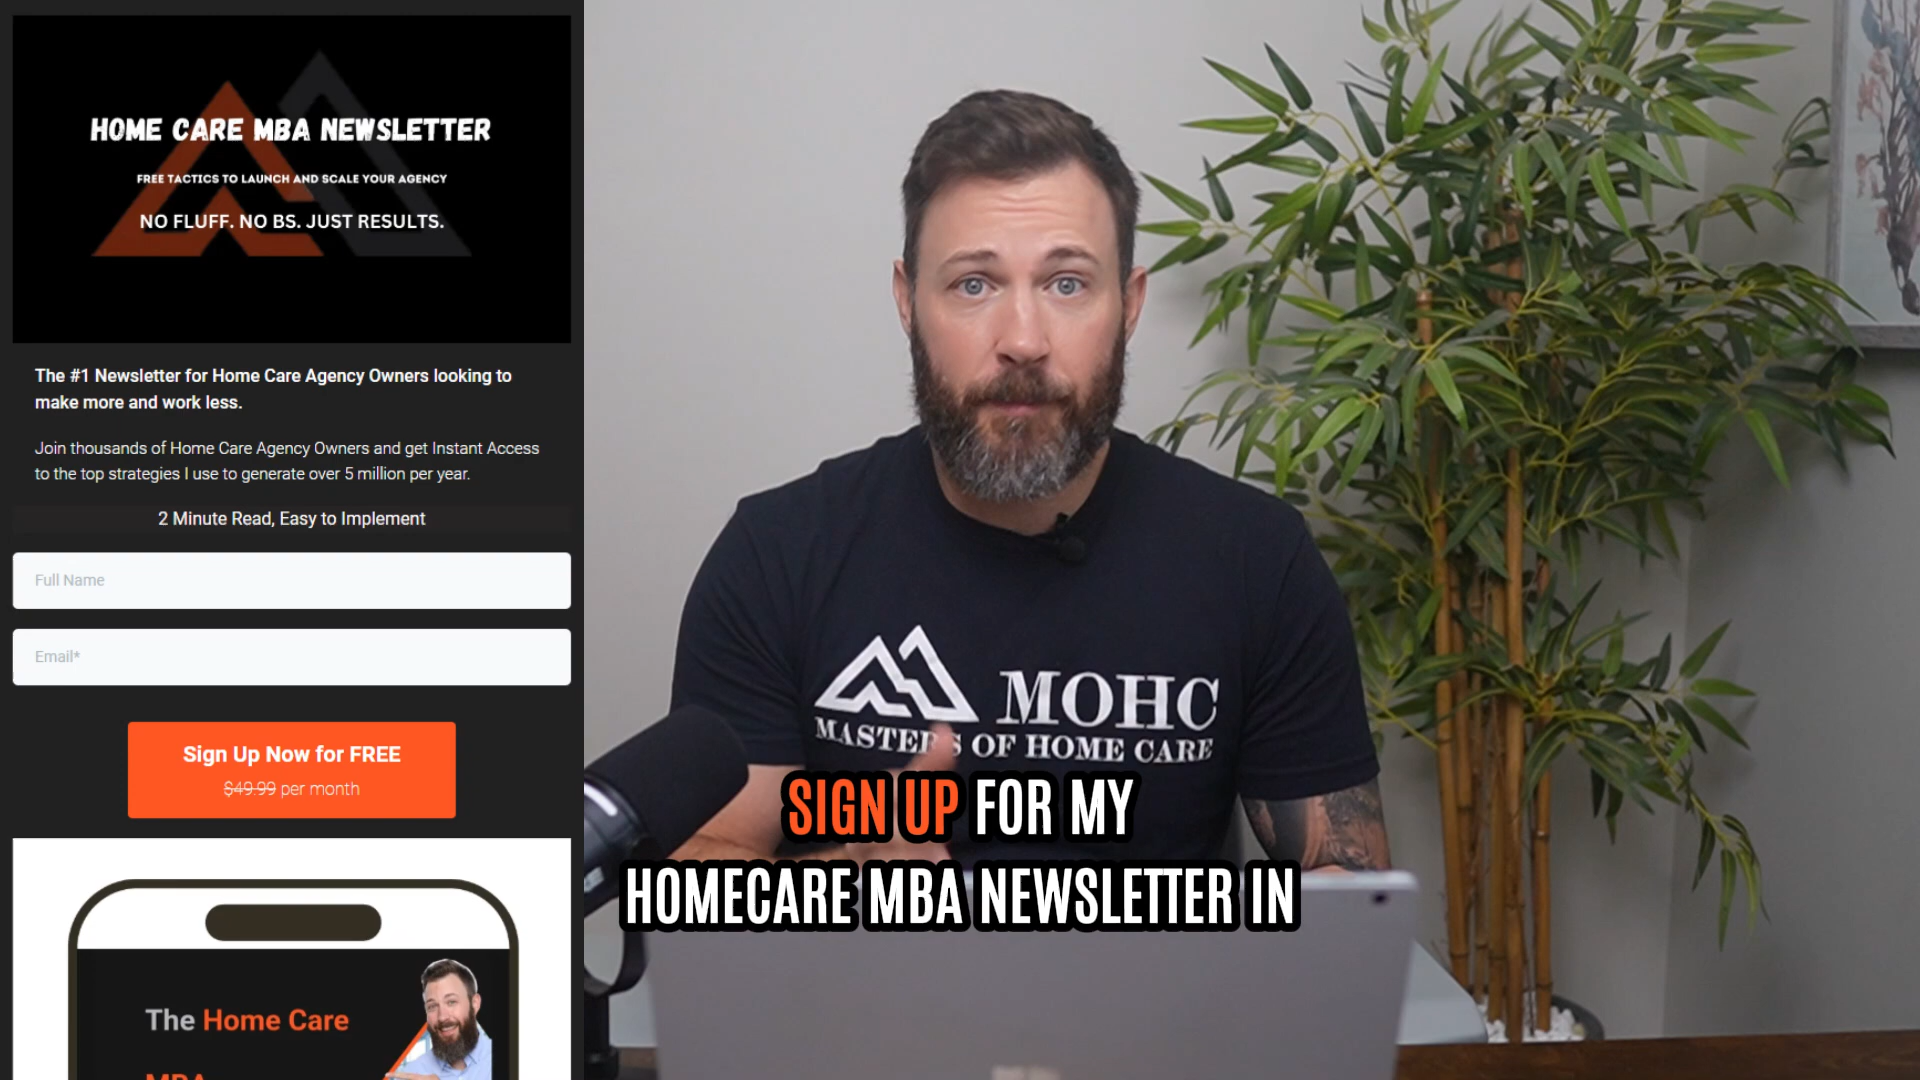 HOME CARE MBA NEWSLETTER
FREE TACTICS TO LAUNCH AND SCALE YOUR AGENCY
NO FLUFF. NO BS. JUST RESULTS.
The #1 Newsletter for Home Care Agency Owners looking to
make more and work less.
Join thousands of Home Care Agency Owners and get Instant Access
to the top strategies I use to generate over 5 million per year.
2 Minute Read, Easy to Implement
Full Name
Email*
Sign Up Now for FREE
$49.99 per month
The Home Care
MBA
MOHC
MASTERS OF HOME CARE
SIGN UP FOR MY
HOMECARE MBA NEWSLETTER IN